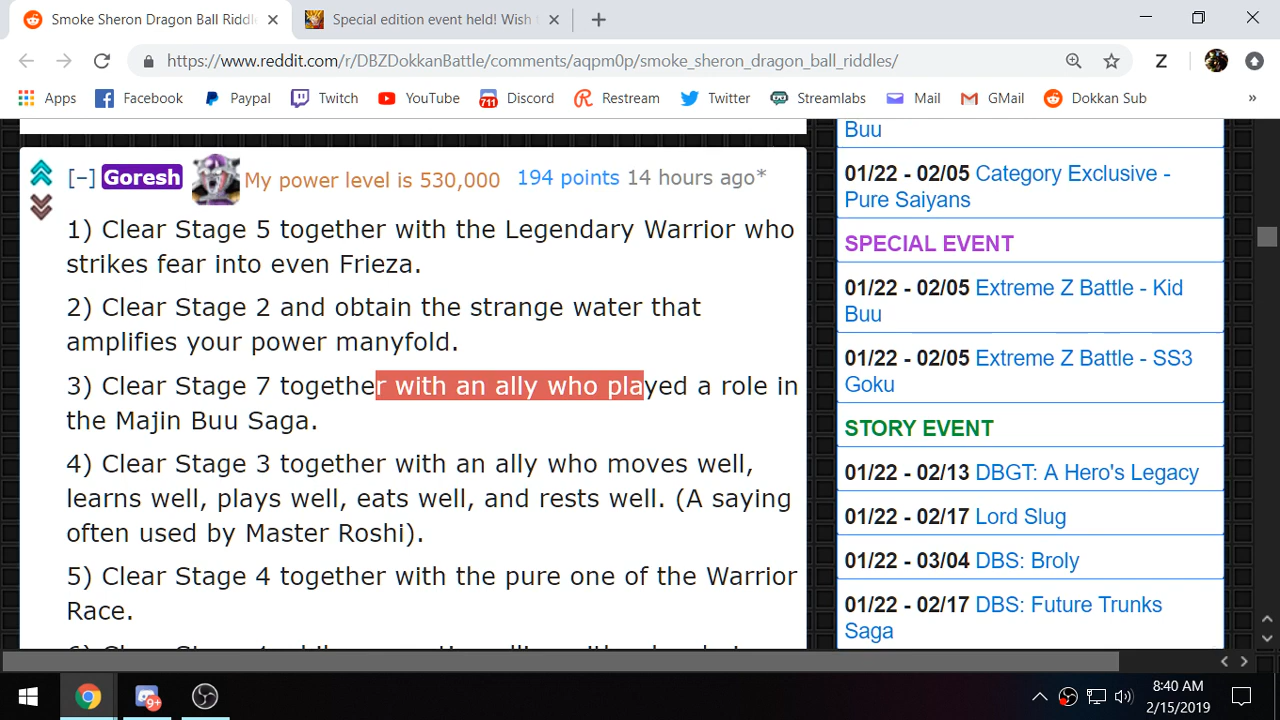 Smoke Sheron Dragon Ball Riddle
Special edition event held! Wish t
https://www.reddit.com/r/DBZDokkanBattle/comments/aqpm0p/smoke_sheron_dragon_ball_riddles/
Z
Apps Facebook Paypal Twitch YouTube 711 Discord Restream Twitter Streamlabs Mail GMail Dokkan Sub »
[−] Goresh My power level is 530,000 194 points 14 hours ago*
1) Clear Stage 5 together with the Legendary Warrior who
strikes fear into even Frieza.
2) Clear Stage 2 and obtain the strange water that
amplifies your power manyfold.
3) Clear Stage 7 together with an ally who played a role in
the Majin Buu Saga.
4) Clear Stage 3 together with an ally who moves well,
learns well, plays well, eats well, and rests well. (A saying
often used by Master Roshi).
5) Clear Stage 4 together with the pure one of the Warrior
Race.
Buu
01/22 - 02/05 Category Exclusive -
Pure Saiyans
SPECIAL EVENT
01/22 - 02/05 Extreme Z Battle - Kid
Buu
01/22 - 02/05 Extreme Z Battle - SS3
Goku
STORY EVENT
01/22 - 02/13 DBGT: A Hero's Legacy
01/22 - 02/17 Lord Slug
01/22 - 03/04 DBS: Broly
01/22 - 02/17 DBS: Future Trunks
Saga
9+
8:40 AM
2/15/2019